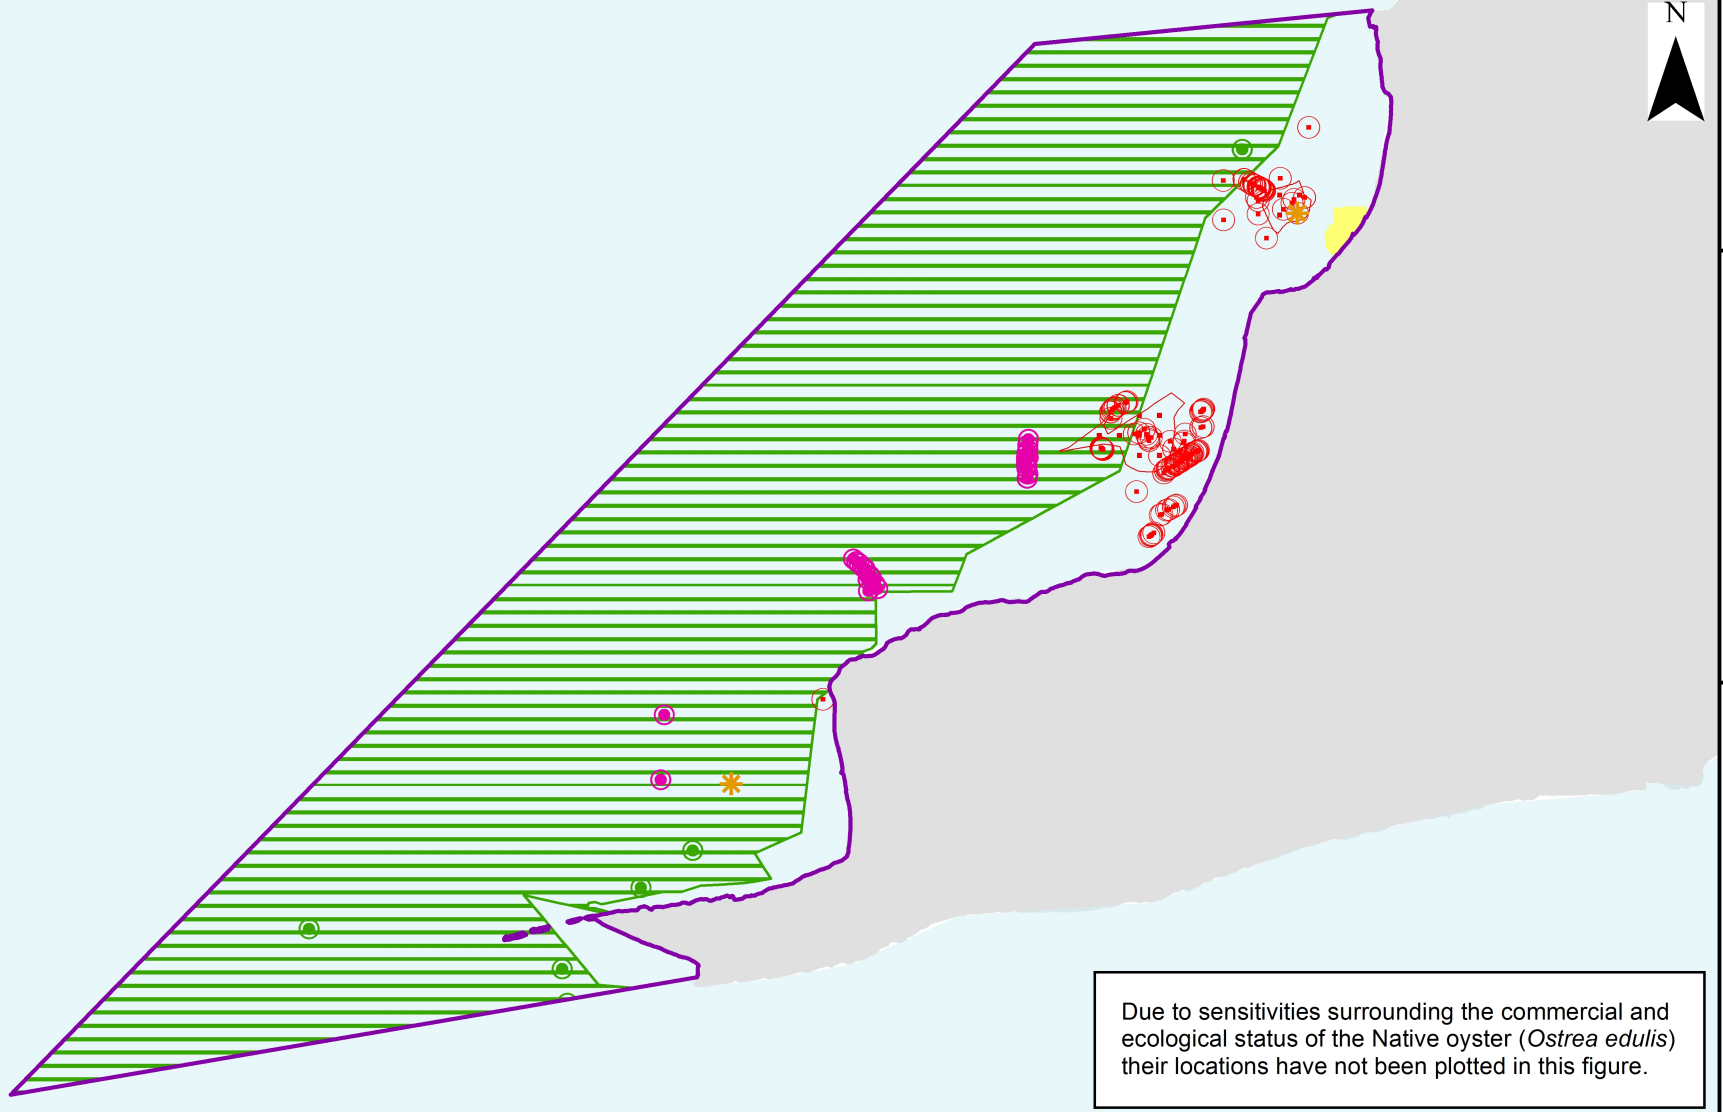 N
Due to sensitivities surrounding the commercial and
ecological status of the Native oyster (Ostrea edulis)
their locations have not been plotted in this figure.